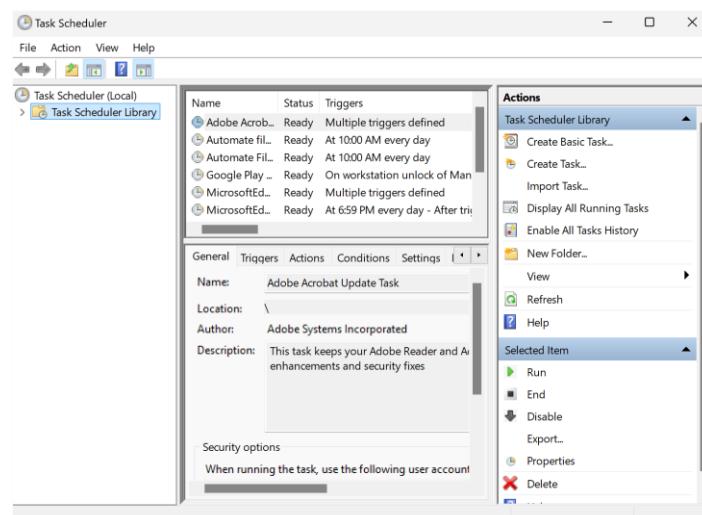 Task Scheduler
File Action View Help
Task Scheduler (Local)
Task Scheduler Library
Name Status Triggers
Adobe Acrob... Ready Multiple triggers defined
Automate fil... Ready At 10:00 AM every day
Automate Fil... Ready At 10:00 AM every day
Google Play ... Ready On workstation unlock of Man
MicrosoftEd... Ready Multiple triggers defined
MicrosoftEd... Ready At 6:59 PM every day - After trig
General Triggers Actions Conditions Settings
Name: Adobe Acrobat Update Task
Location: \
Author: Adobe Systems Incorporated
Description: This task keeps your Adobe Reader and
enhancements and security fixes
Security options
When running the task, use the following user account
Actions
Task Scheduler Library
Create Basic Task...
Create Task...
Import Task...
Display All Running Tasks
Enable All Tasks History
New Folder...
View
Refresh
Help
Selected Item
Run
End
Disable
Export...
Properties
Delete